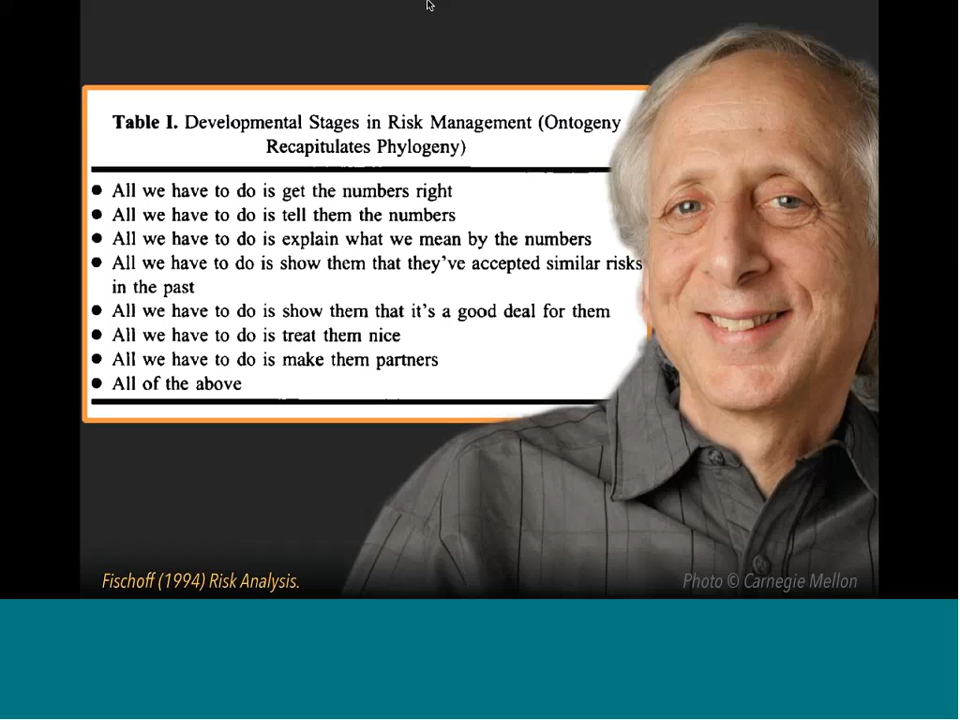 Table I. Developmental Stages in Risk Management (Ontogeny
Recapitulates Phylogeny)
● All we have to do is get the numbers right
● All we have to do is tell them the numbers
● All we have to do is explain what we mean by the numbers
● All we have to do is show them that they've accepted similar risks
in the past
● All we have to do is show them that it's a good deal for them
● All we have to do is treat them nice
● All we have to do is make them partners
● All of the above
Fischoff (1994) Risk Analysis.
Photo © Carnegie Mellon